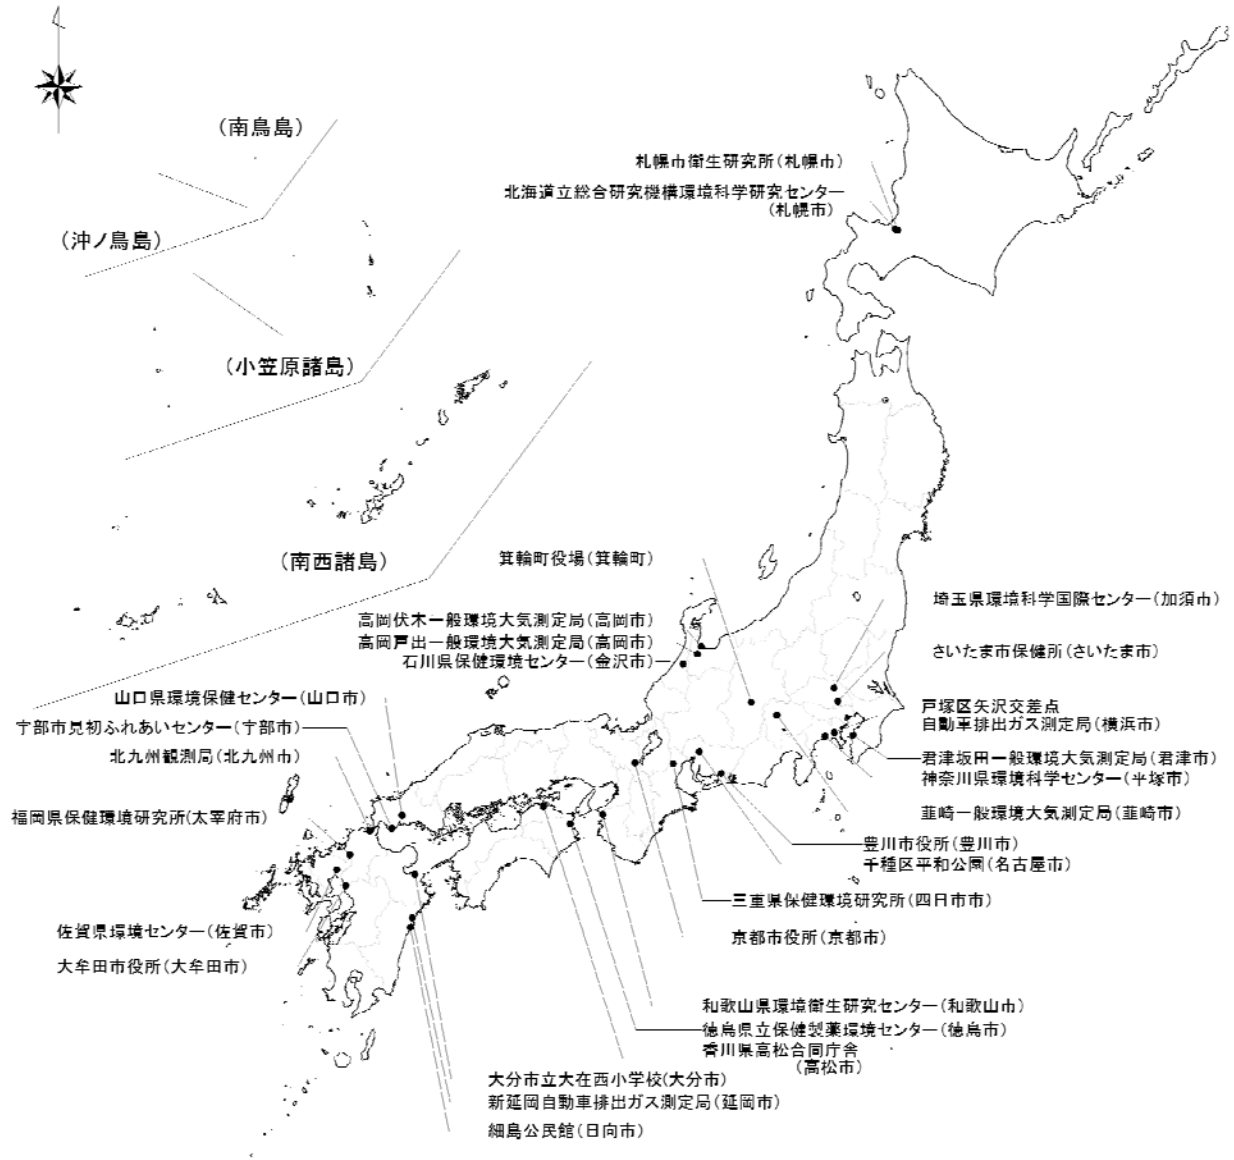 (南鳥島)
(沖ノ鳥島)
(小笠原諸島)
(南西諸島)
札幌市衛生研究所(札幌市)
北海道立総合研究機構環境科学研究センター
(札幌市)
箕輪町役場(箕輪町)
高岡伏木一般環境大気測定局(高岡市)
高岡戸出一般環境大気測定局(高岡市)
石川県保健環境センター(金沢市)
山口県環境保健センター(山口市)
宇部市見初ふれあいセンター(宇部市)
北九州観測局(北九州市)
福岡県保健環境研究所(太宰府市)
佐賀県環境センター(佐賀市)
大牟田市役所(大牟田市)
埼玉県環境科学国際センター(加須市)
さいたま市保健所(さいたま市)
戸塚区矢沢交差点
自動車排出ガス測定局(横浜市)
君津坂田一般環境大気測定局(君津市)
神奈川県環境科学センター(平塚市)
韮崎一般環境大気測定局(韮崎市)
豊川市役所(豊川市)
千種区平和公園(名古屋市)
三重県保健環境研究所(四日市市)
京都市役所(京都市)
和歌山県環境衛生研究センター(和歌山市)
徳島県立保健製薬環境センター(徳島市)
香川県高松合同庁舎
(高松市)
大分市立大在西小学校(大分市)
新延岡自動車排出ガス測定局(延岡市)
細島公民館(日向市)